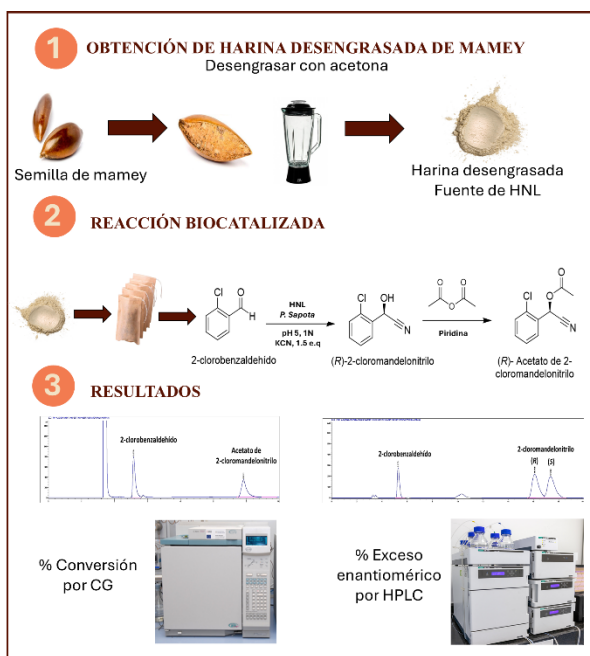 1 OBTENCIÓN DE HARINA DESENGRASADA DE MAMEY
Desengrasar con acetona
Semilla de mamey
Harina desengrasada
Fuente de HNL
2 REACCIÓN BIOCATALIZADA
Cl
O
H
2-clorobenzaldehído
HNL
P. Sapota
pH 5, 1N
KCN, 1.5 e.q
Cl
OH
CN
(R)-2-cloromandelonitrilo
O
O
O
Piridina
O
Cl
O
CN
(R)- Acetato de 2-
cloromandelonitrilo
3 RESULTADOS
2-clorobenzaldehído
Acetato de
2-cloromandelonitrilo
2-clorobenzaldehído
2-cloromandelonitrilo
(R)
(S)
% Conversión
por CG
% Exceso
enantiomérico
por HPLC